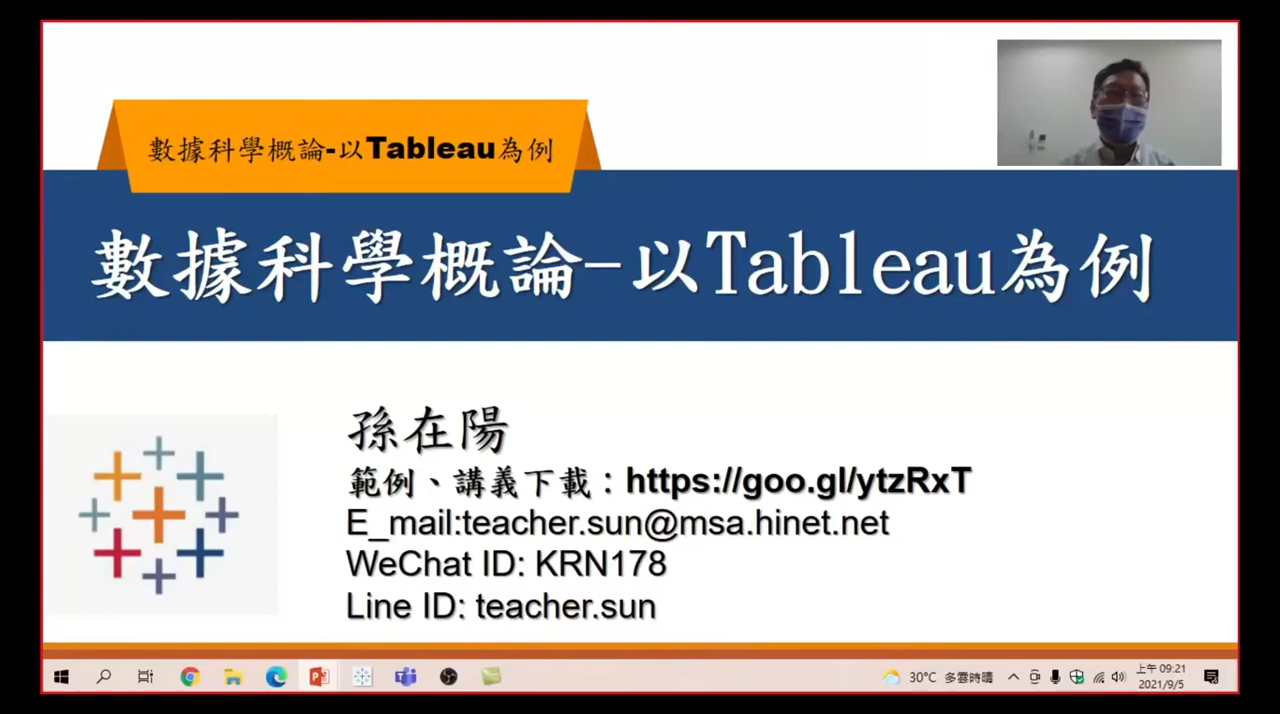 數據科學概論-以Tableau為例
數據科學概論-以Tableau為例
孫在陽
範例、講義下載：https://goo.gl/ytzRxT
E_mail:teacher.sun@msa.hinet.net
WeChat ID: KRN178
Line ID: teacher.sun
30°C 多雲時晴
上午 09:21
2021/9/5